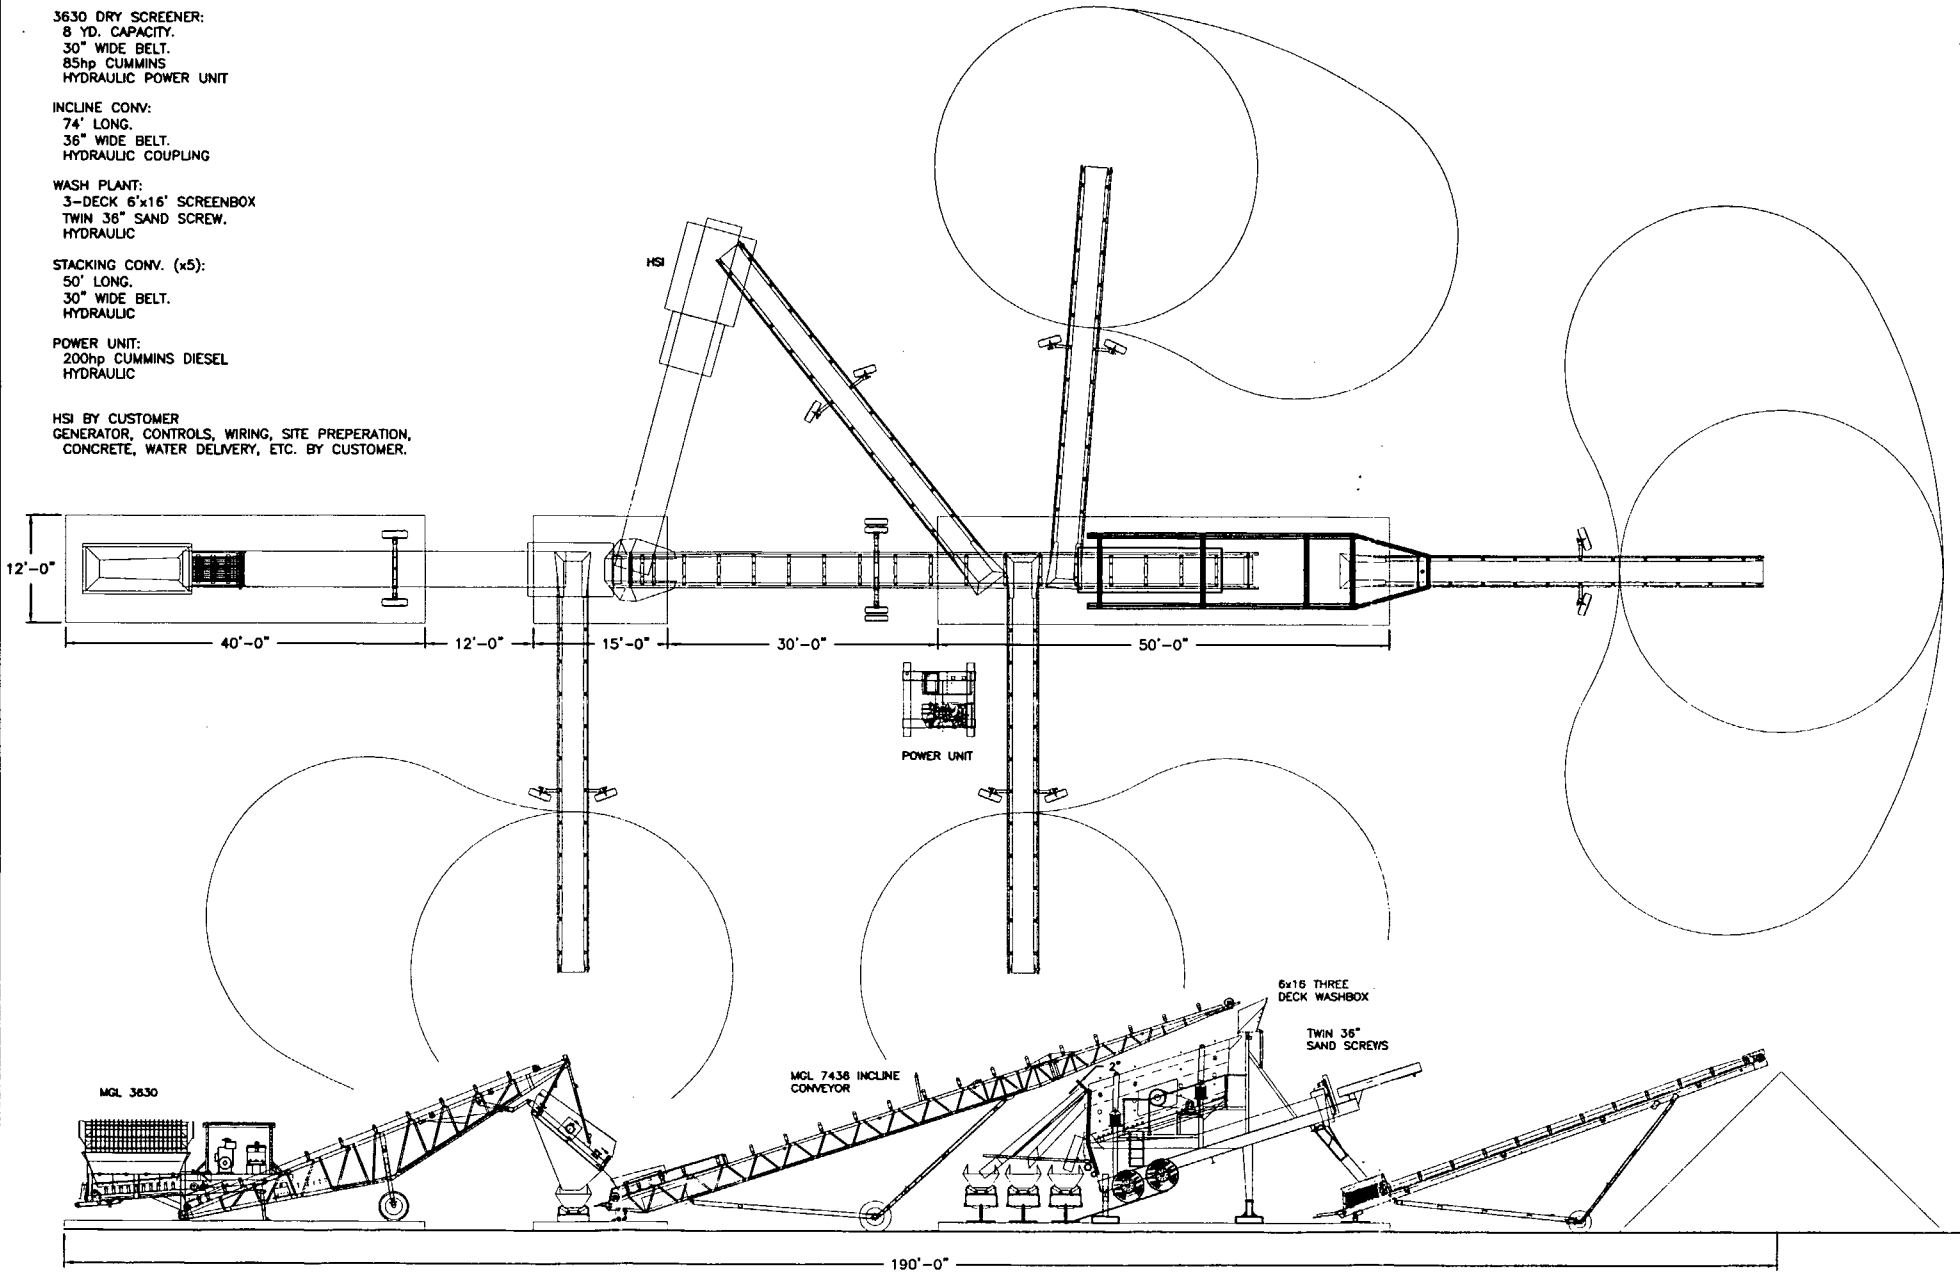 3630 DRY SCREENER:
8 YD. CAPACITY.
30" WIDE BELT.
85hp CUMMINS
HYDRAULIC POWER UNIT
INCLINE CONV:
74' LONG.
36" WIDE BELT.
HYDRAULIC COUPLING
WASH PLANT:
3-DECK 6'x16' SCREENBOX
TWIN 36" SAND SCREW.
HYDRAULIC
STACKING CONV. (x5):
50' LONG.
30" WIDE BELT.
HYDRAULIC
POWER UNIT:
200hp CUMMINS DIESEL
HYDRAULIC
HSI BY CUSTOMER
GENERATOR, CONTROLS, WIRING, SITE PREPERATION,
CONCRETE, WATER DELIVERY, ETC. BY CUSTOMER.
HSI
12'-0"
40'-0"
12'-0"
15'-0"
30'-0"
50'-0"
POWER UNIT
6x16 THREE
DECK WASHBOX
TWIN 36"
SAND SCREWS
MGL 7436 INCLINE
CONVEYOR
2"
MGL 3630
1
190'-0"